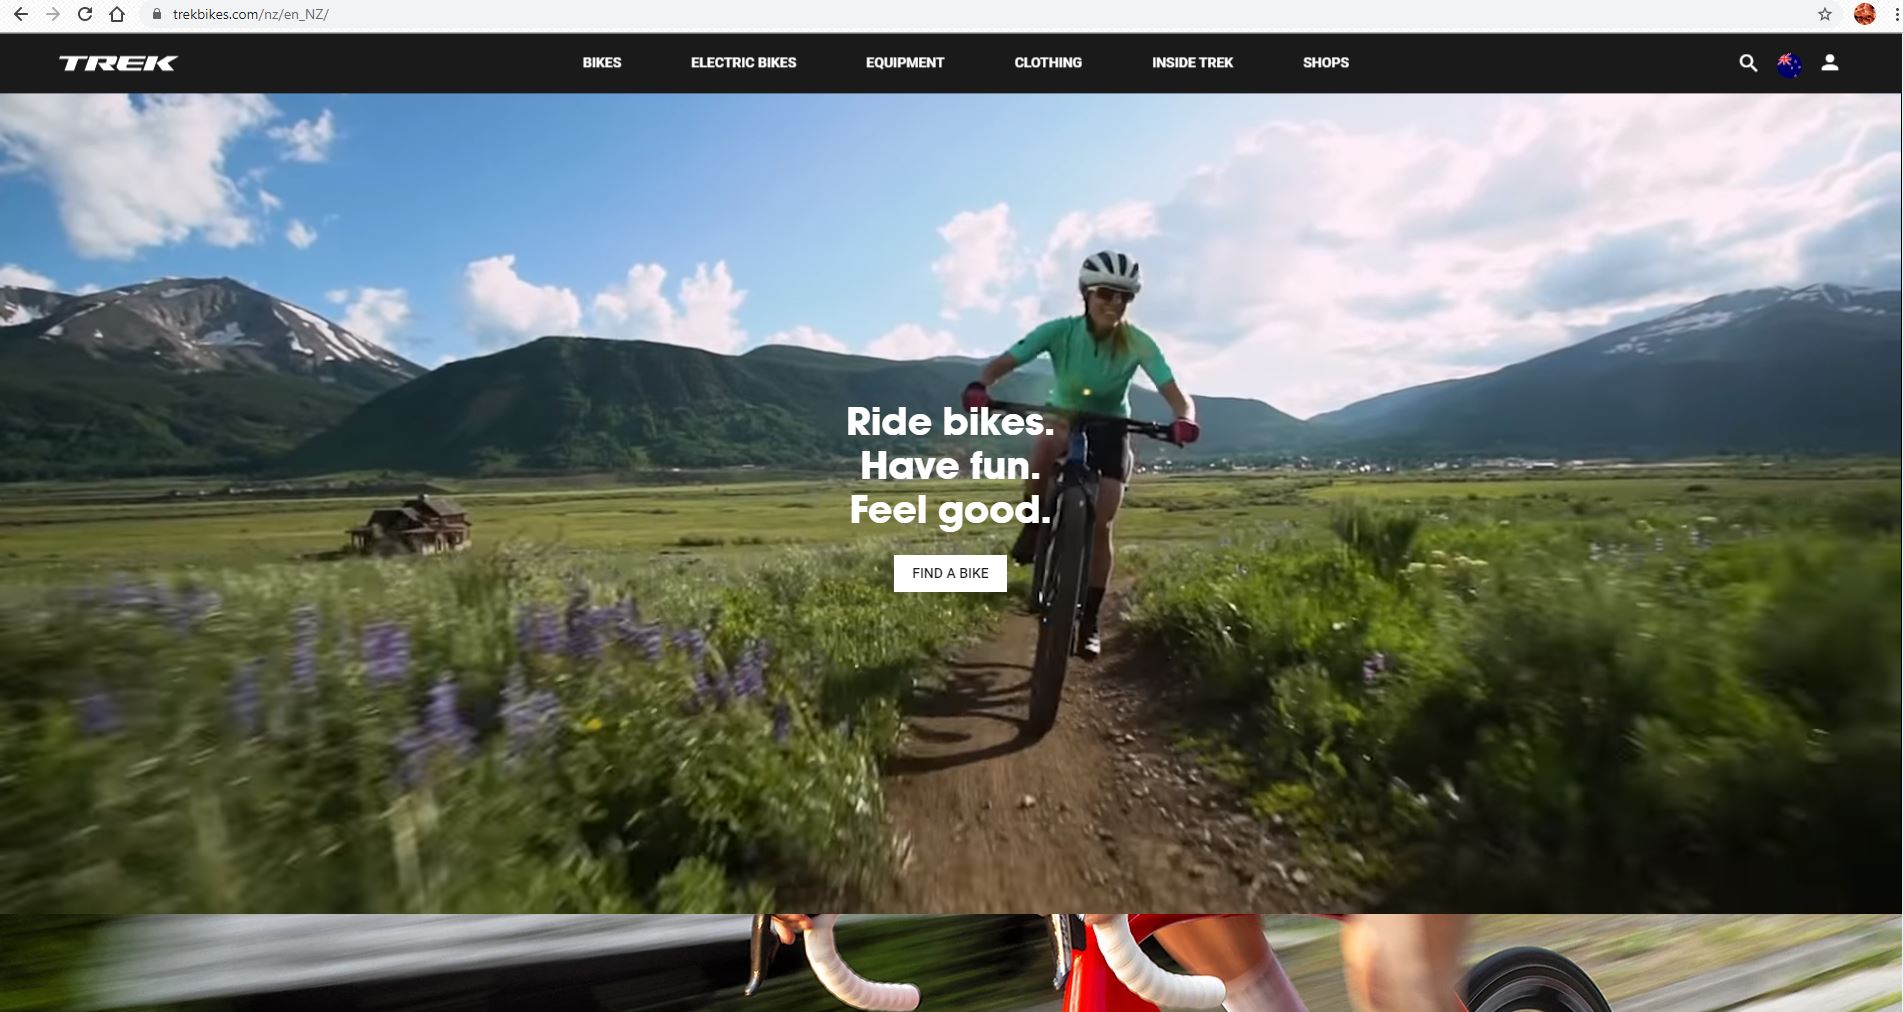 trekbikes.com/nz/en_NZ/
TREK
BIKES
ELECTRIC BIKES
EQUIPMENT
CLOTHING
INSIDE TREK
SHOPS
Ride bikes.
Have fun.
Feel good.
FIND A BIKE